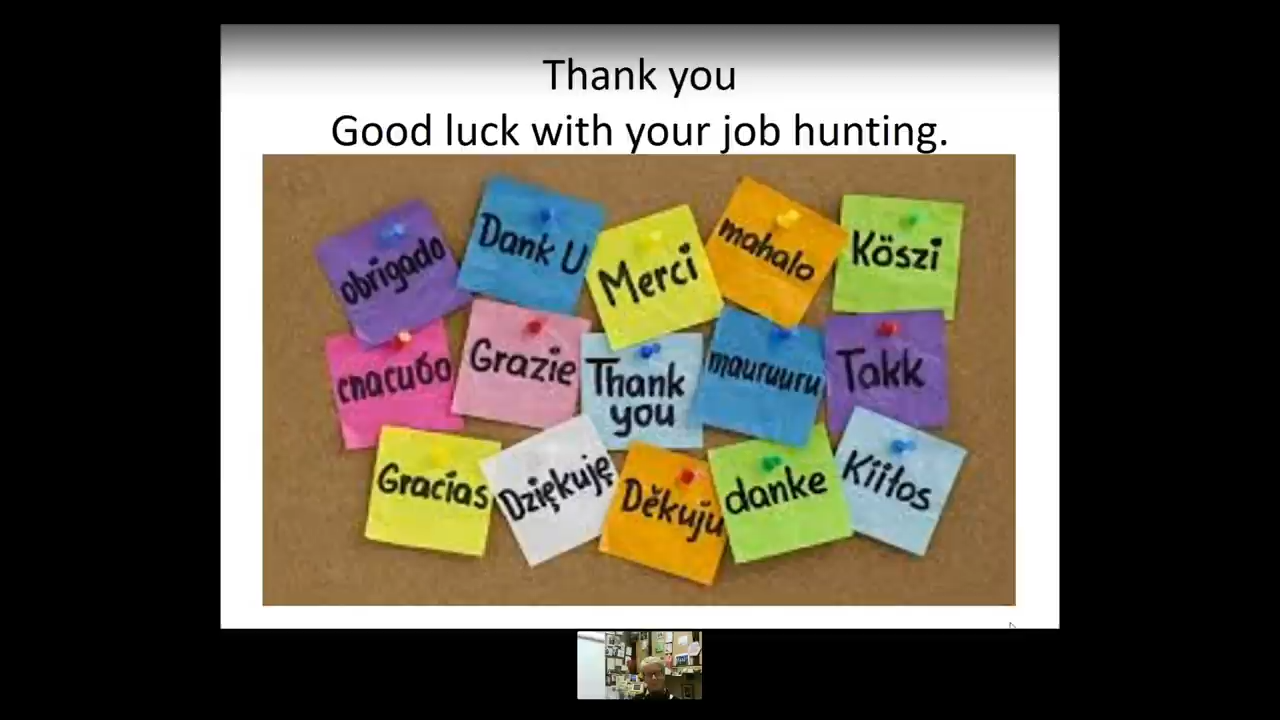 Thank you
Good luck with your job hunting.
obrigado
Dank U
Merci
mahalo
Köszi
спасибо
Grazie
Thank
you
mauruuru
Takk
Gracias
Dziękuję
Děkuju
danke
Kiitos